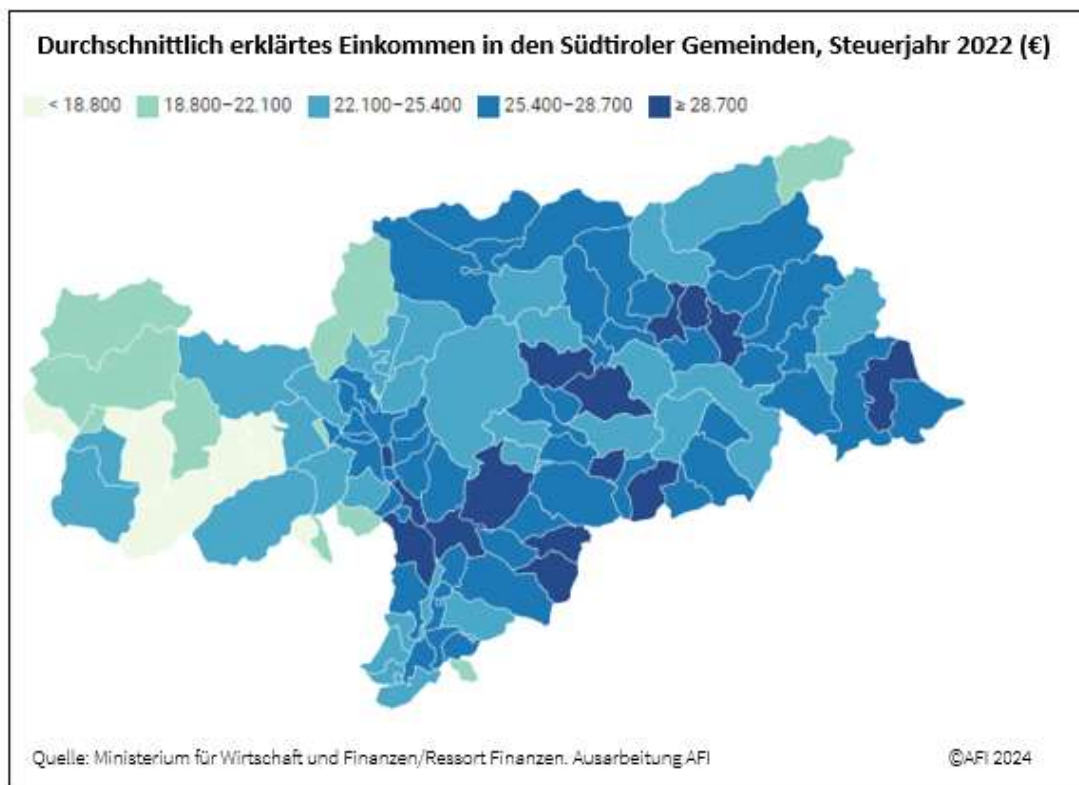 Durchschnittlich erklärtes Einkommen in den Südtiroler Gemeinden, Steuerjahr 2022 (€)
< 18.800 18.800–22.100 22.100–25.400 25.400–28.700 ≥ 28.700
Quelle: Ministerium für Wirtschaft und Finanzen/Ressort Finanzen. Ausarbeitung AFI ©AFI 2024